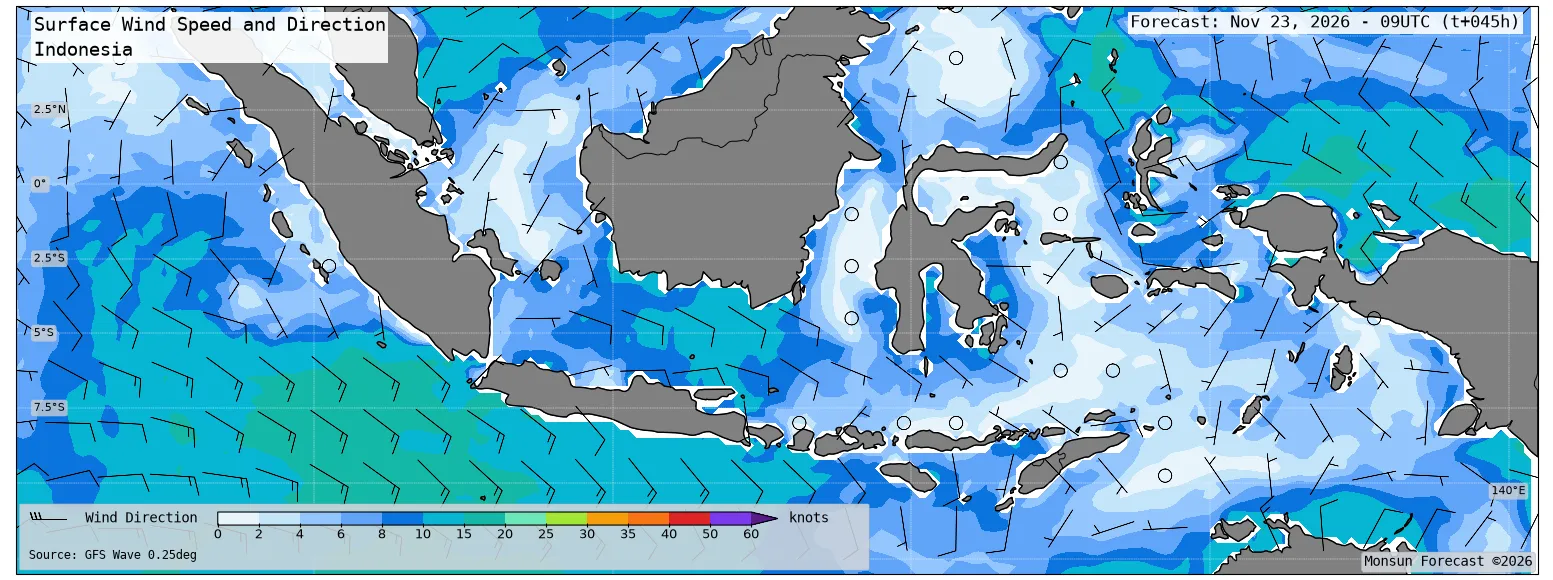 Surface Wind Speed and Direction
Indonesia
Forecast: Nov 23, 2026 - 09UTC (t+045h)
2.5°N
0°
2.5°S
5°S
7.5°S
140°E
Wind Direction
knots
0 2 4 6 8 10 15 20 25 30 35 40 50 60
Source: GFS Wave 0.25deg
Monsun Forecast ©2026